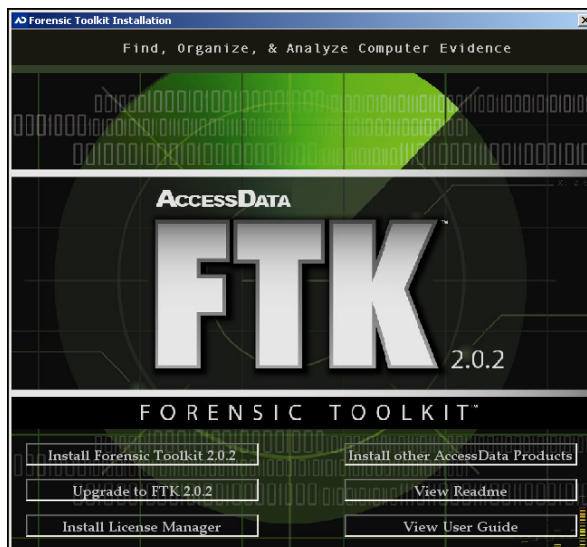 Forensic Toolkit Installation
Find, Organize, & Analyze Computer Evidence
ACCESSDATA
FTK™
2.0.2
FORENSIC TOOLKIT™
Install Forensic Toolkit 2.0.2
Install other AccessData Products
Upgrade to FTK 2.0.2
View Readme
Install License Manager
View User Guide